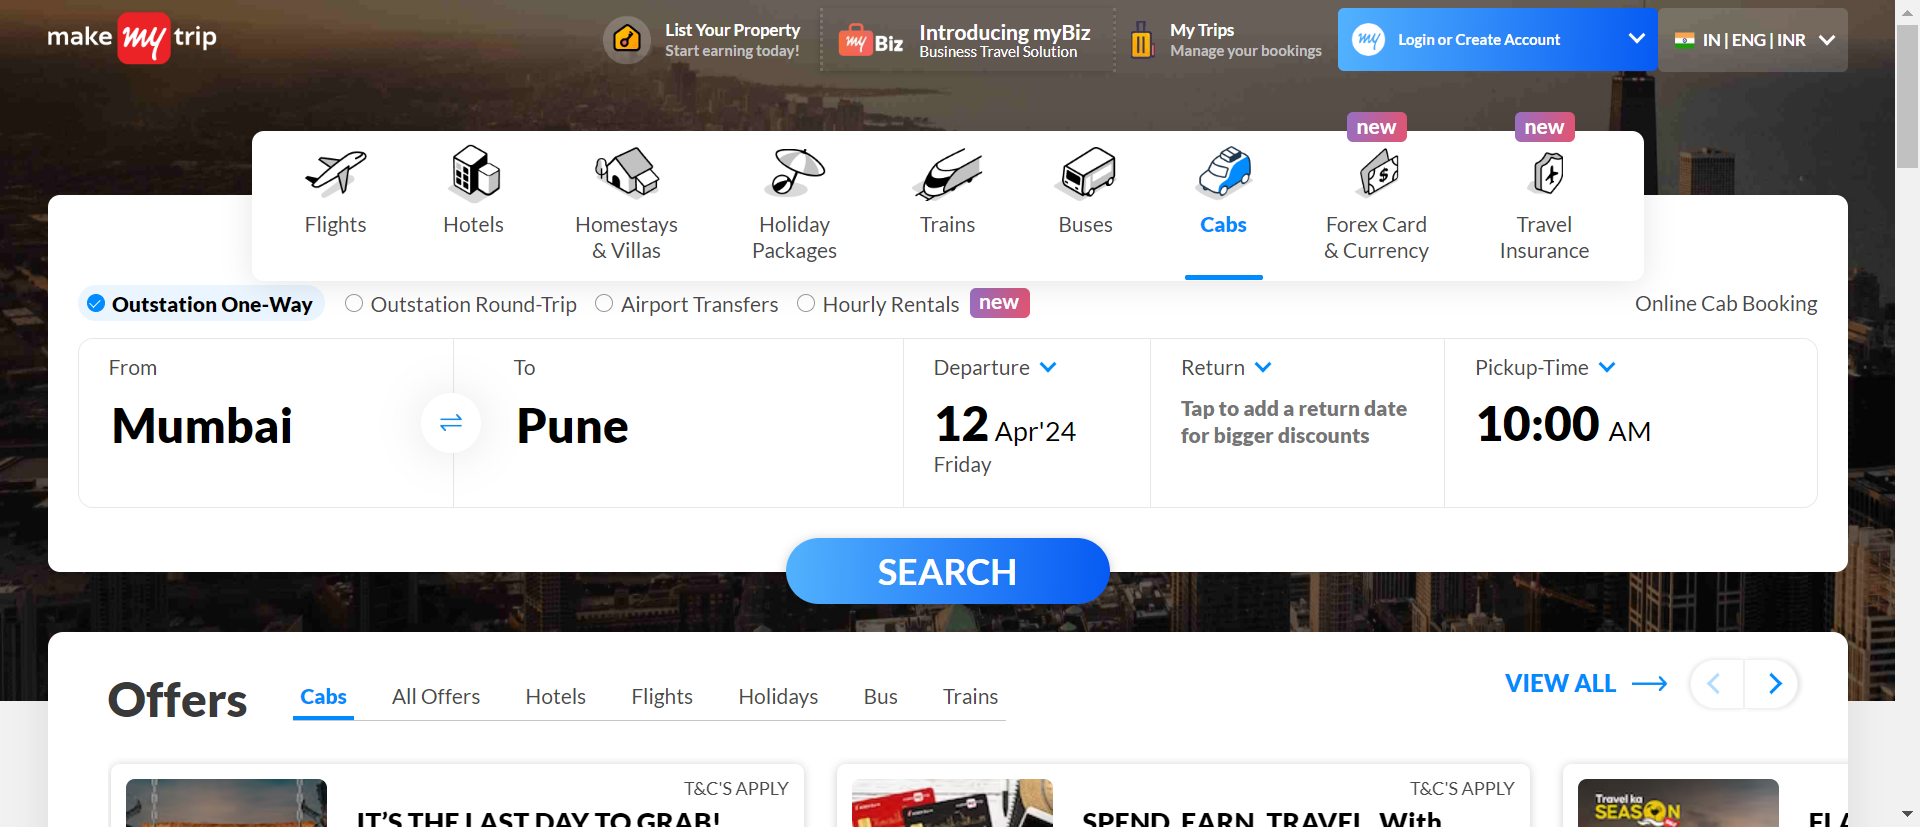 make my trip
List Your Property
Start earning today!
my Biz
Introducing myBiz
Business Travel Solution
My Trips
Manage your bookings
my
Login or Create Account
IN | ENG | INR
new
new
Flights
Hotels
Homestays
& Villas
Holiday
Packages
Trains
Buses
Cabs
Forex Card
& Currency
Travel
Insurance
Outstation One-Way
Outstation Round-Trip
Airport Transfers
Hourly Rentals
new
Online Cab Booking
From
Mumbai
To
Pune
Departure
12 Apr'24
Friday
Return
Tap to add a return date
for bigger discounts
Pickup-Time
10:00 AM
SEARCH
Offers
Cabs
All Offers
Hotels
Flights
Holidays
Bus
Trains
VIEW ALL
T&C'S APPLY
IT'S THE LAST DAY TO GRAB!
T&C'S APPLY
SPEND, EARN, TRAVEL. With
Travel ka
SEASON